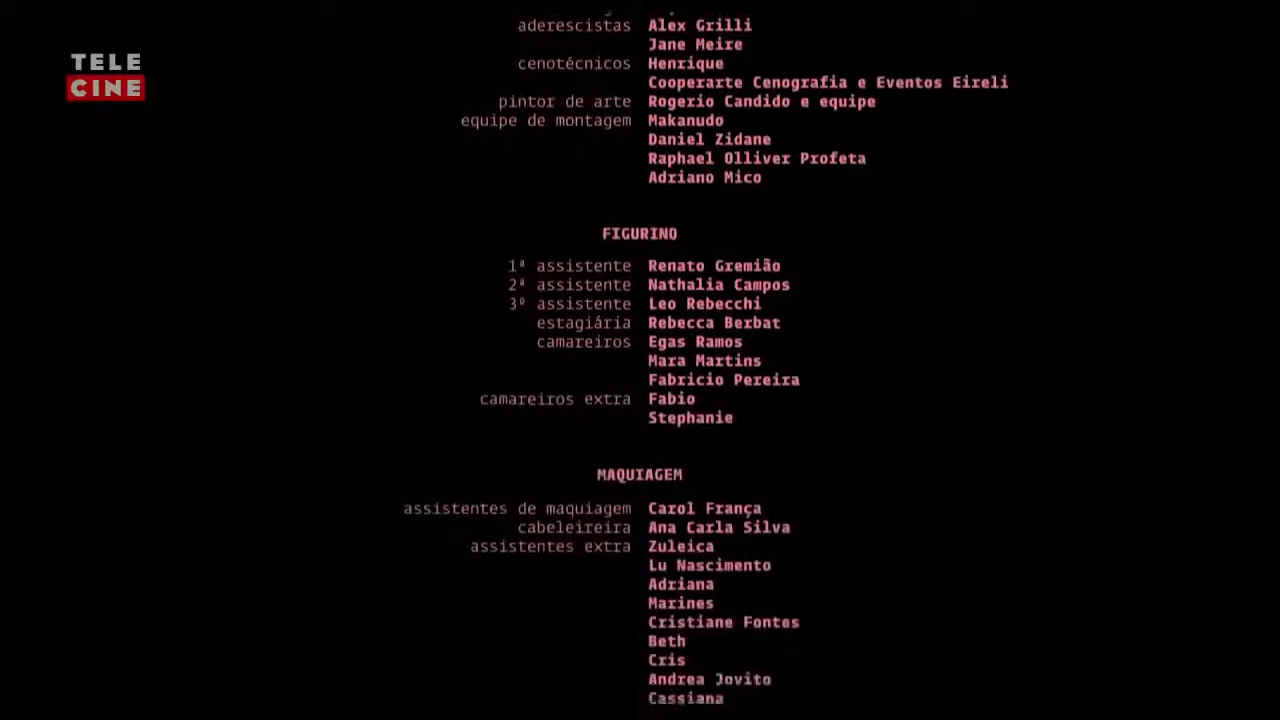 TELE
CINE
aderescistas Alex Grilli
Jane Meire
cenotécnicos Henrique
Cooperarte Cenografia e Eventos Eireli
pintor de arte Rogerio Candido e equipe
equipe de montagem Makanudo
Daniel Zidane
Raphael Olliver Profeta
Adriano Mico
FIGURINO
1ª assistente Renato Gremião
2ª assistente Nathalia Campos
3º assistente Leo Rebecchi
estagiária Rebecca Berbat
camareiros Egas Ramos
Mara Martins
Fabricio Pereira
camareiros extra Fabio
Stephanie
MAQUIAGEM
assistentes de maquiagem Carol França
cabeleireira Ana Carla Silva
assistentes extra Zuleica
Lu Nascimento
Adriana
Marines
Cristiane Fontes
Beth
Cris
Andrea Jovito
Cassiana